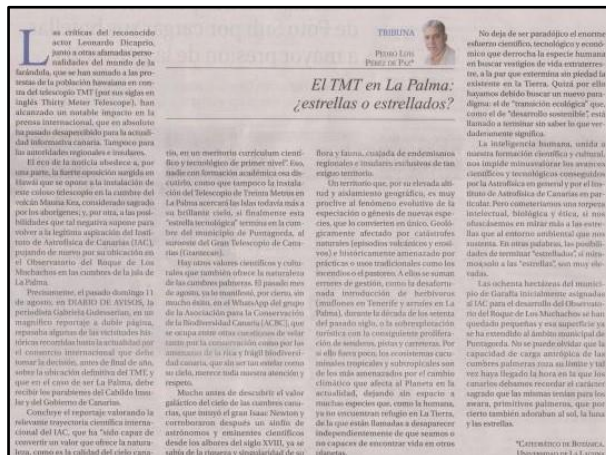 TRIBUNA
PEDRO LUIS
PÉREZ DE PAZ*
El TMT en La Palma:
¿estrellas o estrellados?
Las críticas del reconocido
actor Leonardo Dicaprio,
junto a otras afamadas perso-
nalidades del mundo de la
farándula, que se han sumado a las pro-
testas de la población hawaiana en con-
tra del telescopio TMT (por sus siglas en
inglés Thirty Meter Telescope), han
alcanzado un notable impacto en la
prensa internacional, que en absoluto
ha pasado desapercibido para la actuali-
dad informativa canaria. Tampoco para
las autoridades regionales e insulares.
El eco de la noticia obedece a, por
una parte, la fuerte oposición surgida en
Hawái que se opone a la instalación de
este coloso telescopio en la cumbre del
volcán Mauna Kea, considerado sagrado
por los aborígenes; y, por otra, a las posi-
bilidades que tal negativa supone para
volver a la legítima aspiración del Insti-
tuto de Astrofísica de Canarias (IAC),
pujando de nuevo por su ubicación en
el Observatorio del Roque de Los
Muchachos en las cumbres de la isla de
La Palma.
Precisamente, el pasado domingo 11
de agosto, en DIARIO DE AVISOS, la
periodista Gabriela Gulesserian, en un
magnífico reportaje a doble página,
repasaba algunas de las vicisitudes his-
tóricas recorridas hasta la actualidad por
el consorcio internacional que debe
tomar la decisión, antes de final de año,
sobre la ubicación definitiva del TMT, y
que en el caso de ser La Palma, debe
recibir los parabienes del Cabildo Insu-
lar y del Gobierno de Canarias.
Concluye el reportaje valorando la
relevante trayectoria científica interna-
cional del IAC, que ha "sido capaz de
convertir un valor que ofrece la natura-
leza, como es la calidad del cielo cana-
rio, en un memorito currículum cientí-
fico y tecnológico de primer nivel". Eso,
nadie con formación académica osa dis-
cutirlo, como que tampoco la instala-
ción del Telescopio de Treinta Metros en
La Palma acercará las Islas todavía más a
su brillante cielo, si finalmente esta
"estrella tecnológica" termina en la cum-
bre del municipio de Puntagorda, al
suroeste del Gran Telescopio de Cana-
rias (Grantecan).
Hay otros valores científicos y cultu-
rales que también ofrece la naturaleza
de las cumbres palmeras. El pasado mes
de agosto, ya lo manifesté, por cierto, sin
mucho éxito, en el WhatsApp del grupo
de la Asociación para la Conservación
de la Biodiversidad Canaria (ACBC), que
se ocupa entre otras cuestiones de velar
tanto por la conservación como por los
amenazas de la rica y frágil biodiversi-
dad canaria, que sin ser tan estelar como
su cielo, merece toda nuestra atención y
respeto.
Mucho antes de descubrir el valor
galáctico del cielo de las cumbres cana-
rias, que intuyó el gran Isaac Newton y
corroboraron después un sinfín de
astrónomos y eminentes científicos
desde los albores del siglo XVIII, ya se
sabía de la riqueza y singularidad de su
flora y fauna, cuajada de endemismos
regionales e insulares exclusivos de tan
exiguo territorio.
Un territorio que, por su elevada alti-
tud y aislamiento geográfico, es muy
proclive al fenómeno evolutivo de la
especiación o génesis de nuevas espe-
cies, que lo convierten en único. Geoló-
gicamente afectado por catástrofes
naturales (episodios volcánicos y erosi-
vos) e históricamente amenazado por
prácticas o usos tradicionales como los
incendios o el pastoreo. A ellos se suman
errores de gestión, como la desafortu-
nada introducción de herbívoros
(muflones en Tenerife y arruíes en La
Palma), durante la década de los setenta
del pasado siglo, o la sobreexplotación
turística con la consiguiente prolifera-
ción de senderos, pistas y carreteras. Por
si ello fuera poco, los ecosistemas cacu-
minales tropicales y subtropicales son
de los más amenazados por el cambio
climático que afecta al Planeta en la
actualidad, dejando sin espacio a
muchas especies que, como la humana,
ya no encuentran refugio en La Tierra,
de la que están llamadas a desaparecer
independientemente de que seamos o
no capaces de encontrar vida en otros
planetas.
No deja de ser paradójico el enorme
esfuerzo científico, tecnológico y econó-
mico que derrocha la especie humana
en buscar vestigios de vida extraterres-
tre, a la par que extermina sin piedad la
existente en la Tierra. Quizá por ello
hayamos debido buscar un nuevo para-
digma: el de "transición ecológica" que,
como el de "desarrollo sostenible", está
llamado a terminar sin saber lo que ver-
daderamente significa.
La inteligencia humana, unida a
nuestra formación científica y cultural,
nos impide minusvalorar los avances
científicos y tecnológicos conseguidos
por la Astrofísica en general y por el Ins-
tituto de Astrofísica de Canarias en par-
ticular. Pero cometeríamos una torpeza
intelectual, biológica y ética, si nos
ofuscásemos en mirar más a las estre-
llas que al entorno ambiental que nos
sustenta. En otras palabras, las posibili-
dades de terminar "estrellados", si mira-
mos solo a las "estrellas", son muy ele-
vadas.
Las ochenta hectáreas del munici-
pio de Garafía inicialmente asignadas
al IAC para el desarrollo del Observato-
rio del Roque de Los Muchachos se han
quedado pequeñas y esa superficie ya
se ha extendido al ámbito municipal de
Puntagorda. No se puede olvidar que la
capacidad de carga antrópica de las
cumbres palmeras roza su límite y tal
vez haya llegado la hora en la que los
canarios debamos recordar el carácter
sagrado que las mismas tenían para los
awara, primitivos palmeros, que por
cierto también adoraban al sol, la luna
y las estrellas.
*CATEDRÁTICO DE BOTÁNICA.
UNIVERSIDAD DE LA LAGUNA